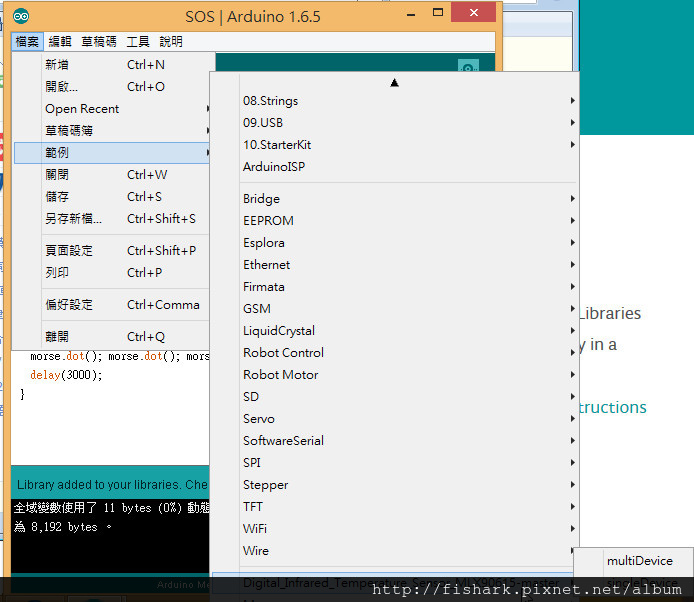 SOS | Arduino 1.6.5
檔案 編輯 草稿碼 工具 說明
新增 Ctrl+N
開啟... Ctrl+O
Open Recent
草稿碼簿
範例
關閉 Ctrl+W
儲存 Ctrl+S
另存新檔... Ctrl+Shift+S
頁面設定 Ctrl+Shift+P
列印 Ctrl+P
偏好設定 Ctrl+Comma
離開 Ctrl+Q
08.Strings
09.USB
10.StarterKit
ArduinoISP
Bridge
EEPROM
Esplora
Ethernet
Firmata
GSM
LiquidCrystal
Robot Control
Robot Motor
SD
Servo
SoftwareSerial
SPI
Stepper
TFT
WiFi
Wire
Digital_Infrared_Temperature_Sensor_MLX90615-master
multiDevice
singleDevice
morse.dot(); morse.dot(); mors
delay(3000);
}
Library added to your libraries. Che
全域變數使用了 11 bytes (0%) 動態
為 8,192 bytes 。
Arduino Me
Libraries
y in a
tructions
http://fishark.pixnet.net/album